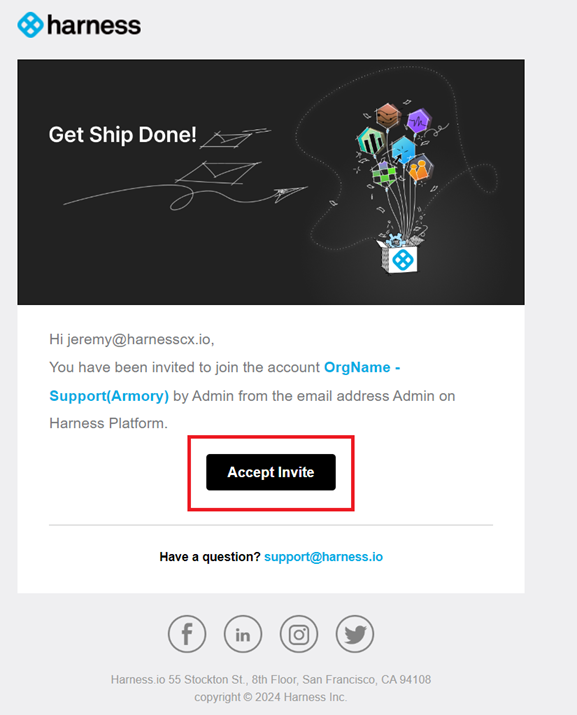 harness
Get Ship Done!
Hi jeremy@harnesscx.io,
You have been invited to join the account OrgName -
Support(Armory) by Admin from the email address Admin on
Harness Platform.
Accept Invite
Have a question? support@harness.io
f
in
Harness.io 55 Stockton St., 8th Floor, San Francisco, CA 94108
copyright © 2024 Harness Inc.